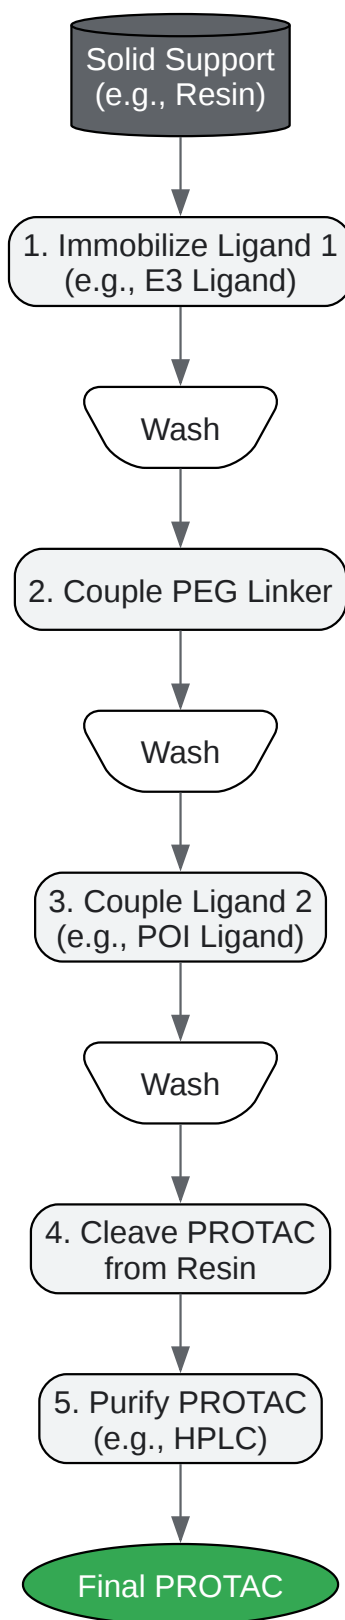 Solid Support
(e.g., Resin)
1. Immobilize Ligand 1
(e.g., E3 Ligand)
Wash
2. Couple PEG Linker
Wash
3. Couple Ligand 2
(e.g., POI Ligand)
Wash
4. Cleave PROTAC
from Resin
5. Purify PROTAC
(e.g., HPLC)
Final PROTAC